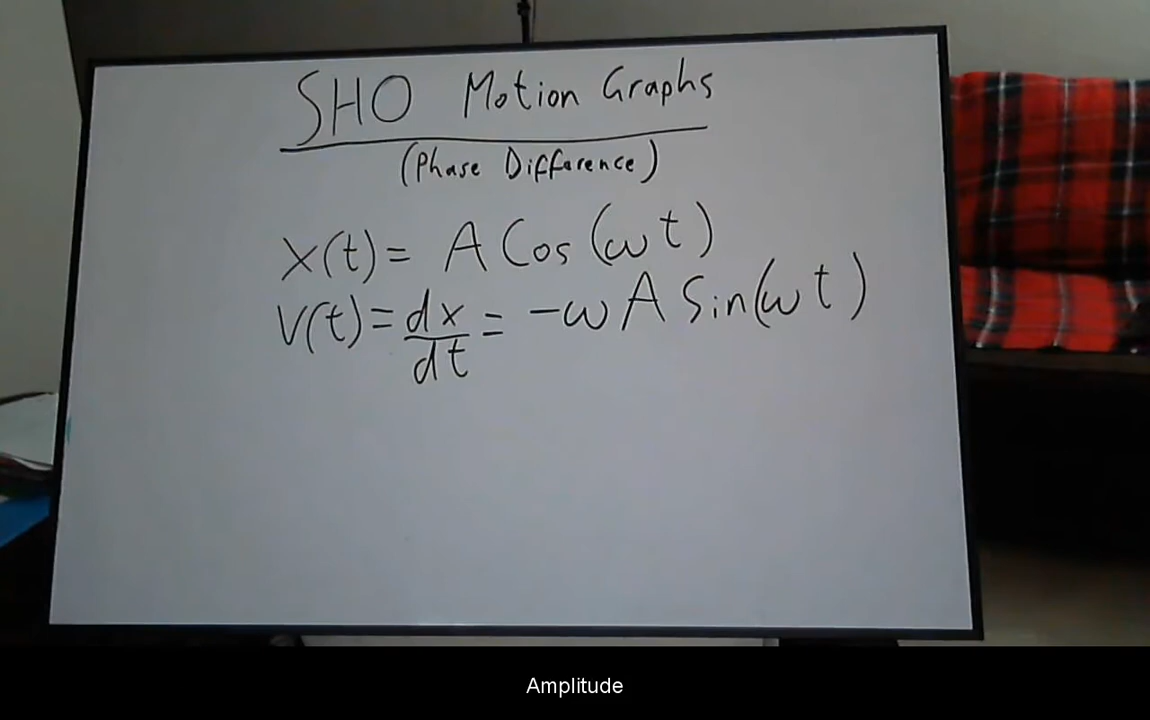 SHO Motion Graphs
(Phase Difference)
X(t) = A Cos (ωt)
V(t) = dx/dt = -ωA Sin(ωt)
Amplitude